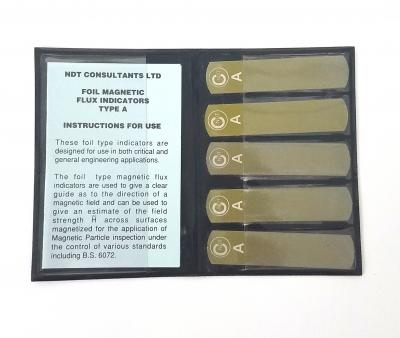 NDT CONSULTANTS LTD
FOIL MAGNETIC
FLUX INDICATORS
TYPE A
INSTRUCTIONS FOR USE
These foil type indicators are
designed for use in both critical and
general engineering applications.
The foil type magnetic flux
indicators are used to give a clear
guide as to the direction of a
magnetic field and can be used to
give an estimate of the field
strength H across surfaces
magnetized for the application of
Magnetic Particle inspection under
the control of various standards
including B.S. 6072.
A
A
A
A
A